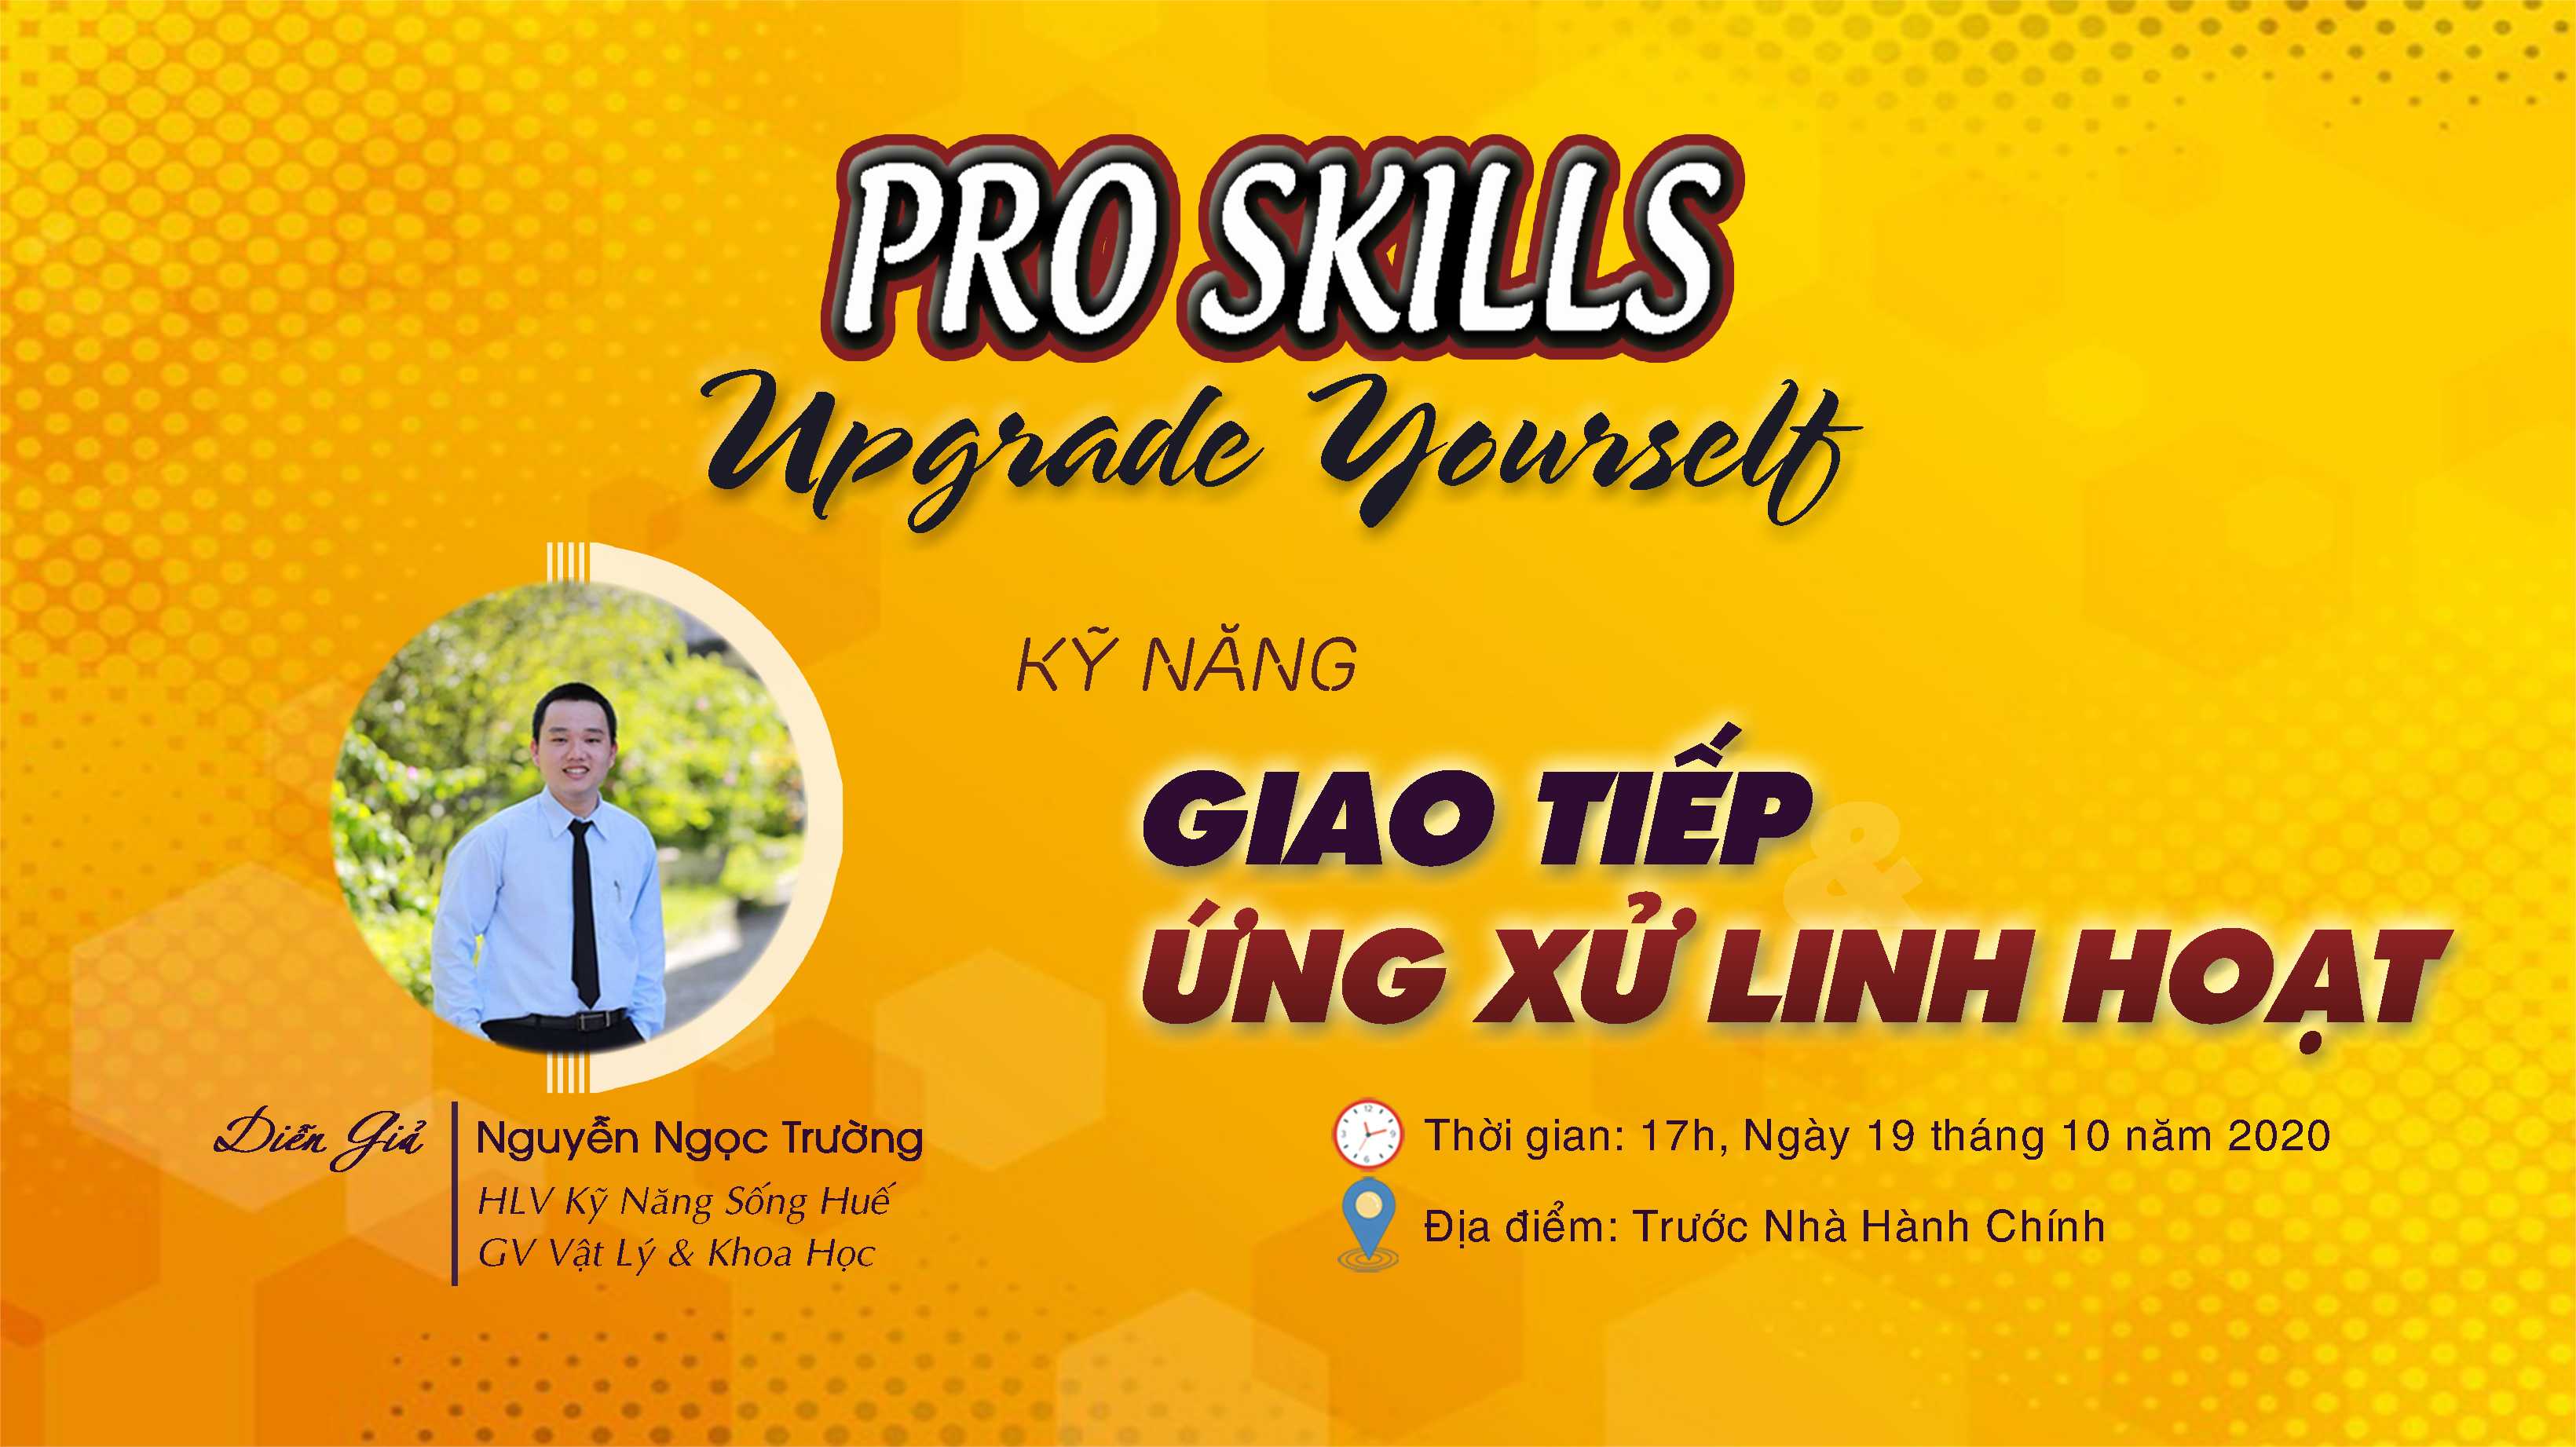 PRO SKILLS
Upgrade Yourself
KỸ NĂNG
GIAO TIẾP
&
ỨNG XỬ LINH HOẠT
Diễn Giả
Nguyễn Ngọc Trường
HLV Kỹ Năng Sống Huế
GV Vật Lý & Khoa Học
Thời gian: 17h, Ngày 19 tháng 10 năm 2020
Địa điểm: Trước Nhà Hành Chính